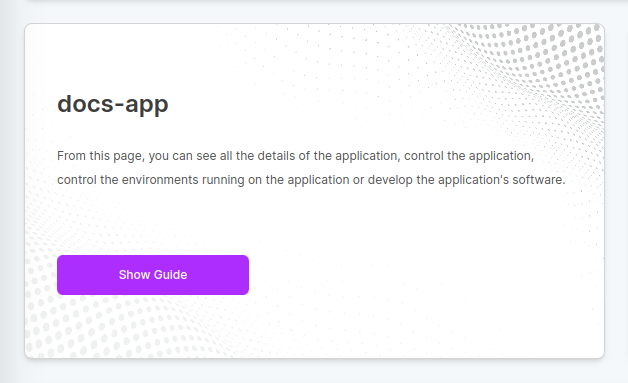 docs-app
From this page, you can see all the details of the application, control the application,
control the environments running on the application or develop the application's software.
Show Guide